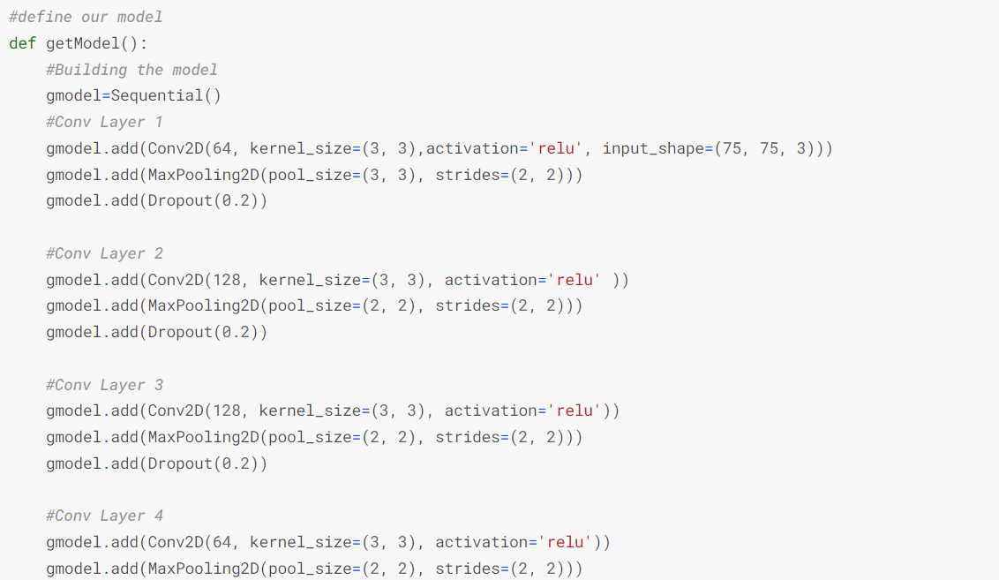 #define our model
def getModel():
    #Building the model
    gmodel=Sequential()
    #Conv Layer 1
    gmodel.add(Conv2D(64, kernel_size=(3, 3),activation='relu', input_shape=(75, 75, 3)))
    gmodel.add(MaxPooling2D(pool_size=(3, 3), strides=(2, 2)))
    gmodel.add(Dropout(0.2))

    #Conv Layer 2
    gmodel.add(Conv2D(128, kernel_size=(3, 3), activation='relu' ))
    gmodel.add(MaxPooling2D(pool_size=(2, 2), strides=(2, 2)))
    gmodel.add(Dropout(0.2))

    #Conv Layer 3
    gmodel.add(Conv2D(128, kernel_size=(3, 3), activation='relu'))
    gmodel.add(MaxPooling2D(pool_size=(2, 2), strides=(2, 2)))
    gmodel.add(Dropout(0.2))

    #Conv Layer 4
    gmodel.add(Conv2D(64, kernel_size=(3, 3), activation='relu'))
    gmodel.add(MaxPooling2D(pool_size=(2, 2), strides=(2, 2)))